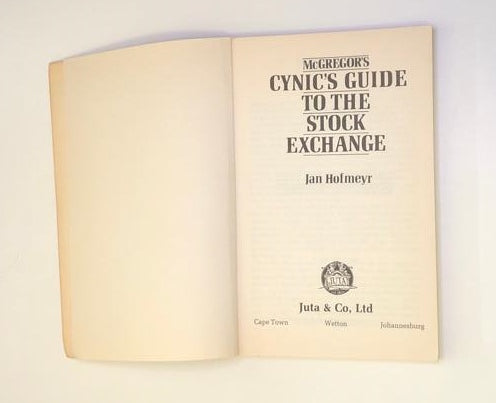 McGREGOR'S
CYNIC'S GUIDE
TO THE
STOCK
EXCHANGE
Jan Hofmeyr
JUTA
Juta & Co, Ltd
Cape Town Wetton Johannesburg